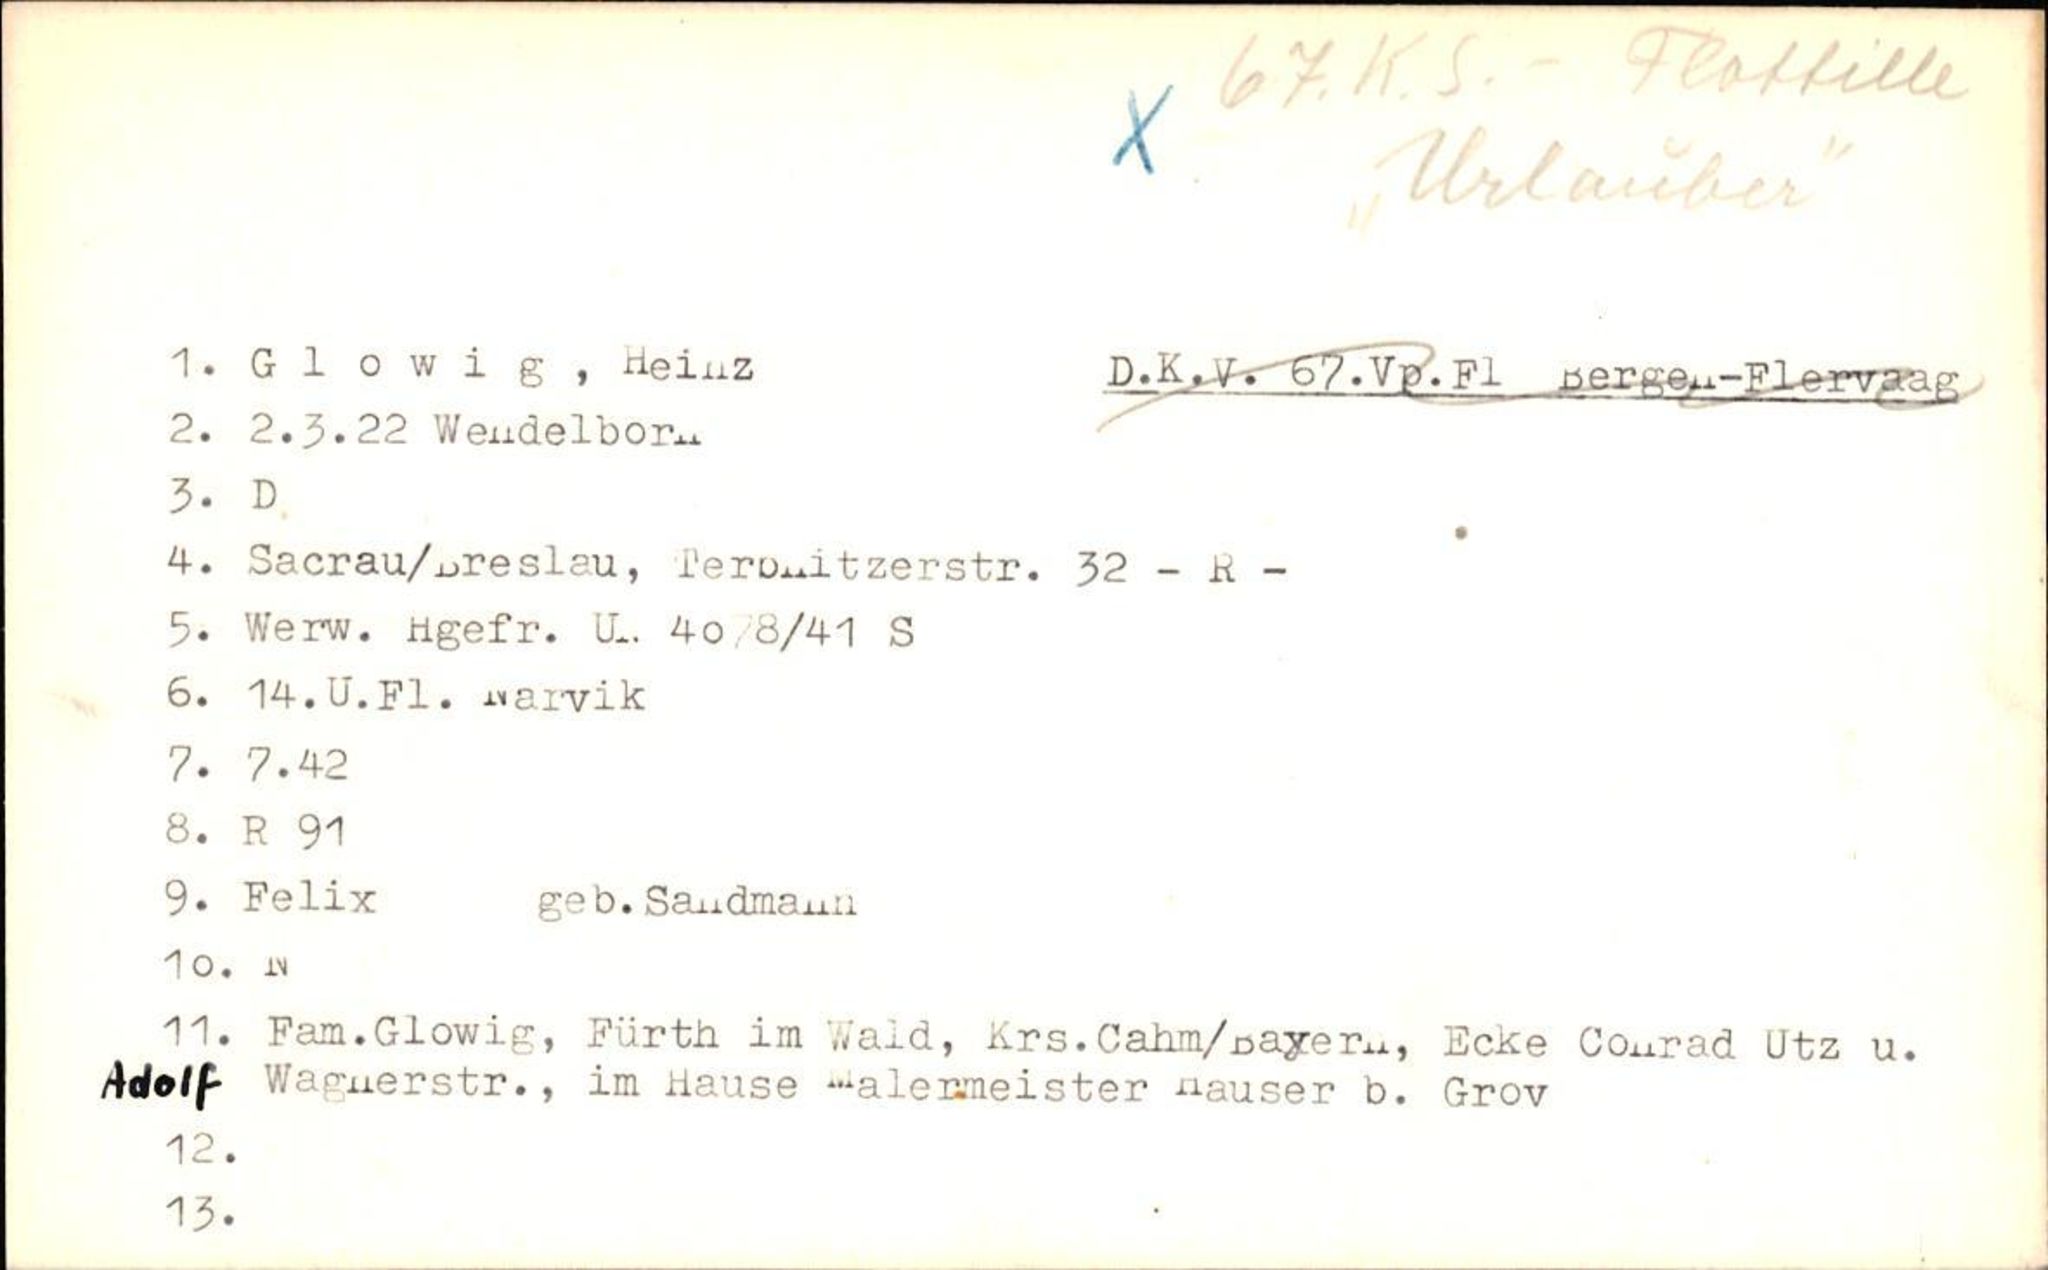 67.K.S. - Flottille
X „Urlauber"
1. G l o w i g , Heinz D.K.V. 67.Vp.Fl Bergen-Flervaag
2. 2.3.22 Wendelborn
3. D
4. Sacrau/Breslau, Terbnitzerstr. 32 - R -
5. Werw. Hgefr. Un. 4078/41 S
6. 14.U.Fl. Narvik
7. 7.42
8. R 91
9. Felix geb.Sandmann
10. N
11. Fam.Glowig, Fürth im Wald, Krs.Cahm/Bayern, Ecke Conrad Utz u.
Adolf Wagnerstr., im Hause Malermeister Hauser b. Grov
12.
13.